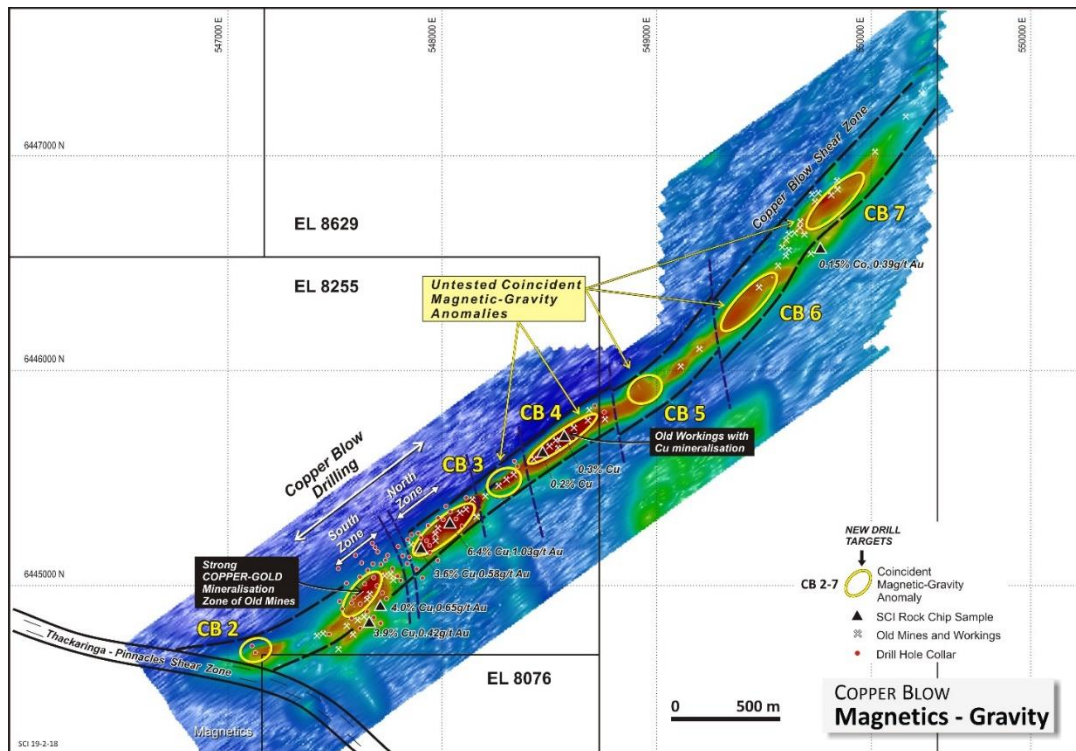 547000 E
548000 E
549000 E
550000 E
550000 E
6447000 N
6446000 N
6445000 N
EL 8629
EL 8255
EL 8076
Copper Blow Shear Zone
CB 7
0.15% Co, 0.39g/t Au
Untested Coincident
Magnetic-Gravity
Anomalies
CB 6
CB 5
CB 4
Old Workings with
Cu mineralisation
CB 3
0.3% Cu
0.2% Cu
Copper Blow
Drilling
North
Zone
South
Zone
6.4% Cu,1.03g/t Au
3.6% Cu,0.58g/t Au
Strong
COPPER-GOLD
Mineralisation
Zone of Old Mines
4.0% Cu,0.65g/t Au
3.9% Cu,0.42g/t Au
CB 2
Thackaringa - Pinnacles Shear Zone
Magnetics
SCI 19-2-18
0 500 m
NEW DRILL
TARGETS
CB 2-7
Coincident
Magnetic-Gravity
Anomaly
SCI Rock Chip Sample
Old Mines and Workings
Drill Hole Collar
COPPER BLOW
Magnetics - Gravity